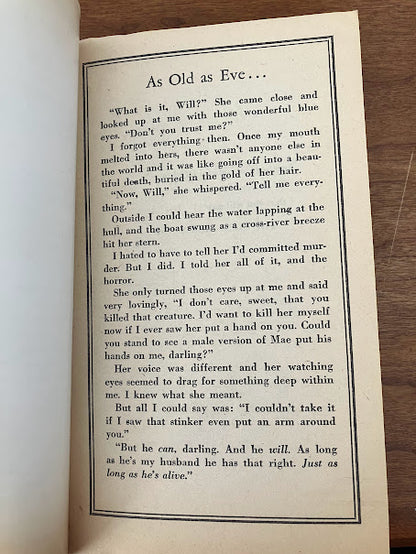 As Old as Eve...
"What is it, Will?" She came close and
looked up at me with those wonderful blue
eyes. "Don't you trust me?"
I forgot everything then. Once my mouth
melted into hers, there wasn't anyone else in
the world and it was like going off into a beau-
tiful death, buried in the gold of her hair.
"Now, Will," she whispered. "Tell me every-
thing."
Outside I could hear the water lapping at the
hull, and the boat swung as a cross-river breeze
hit her stern.
I hated to have to tell her I'd committed mur-
der. But I did. I told her all of it, and the
horror.
She only turned those eyes up at me and said
very lovingly, "I don't care, sweet, that you
killed that creature. I'd want to kill her myself
now if I ever saw her put a hand on you. Could
you stand to see a male version of Mae put his
hands on me, darling?"
Her voice was different and her watching
eyes seemed to drag for something deep within
me. I knew what she meant.
But all I could say was: "I couldn't take it
if I saw that stinker even put an arm around
you."
"But he can, darling. And he will. As long
as he's my husband he has that right. Just as
long as he's alive."